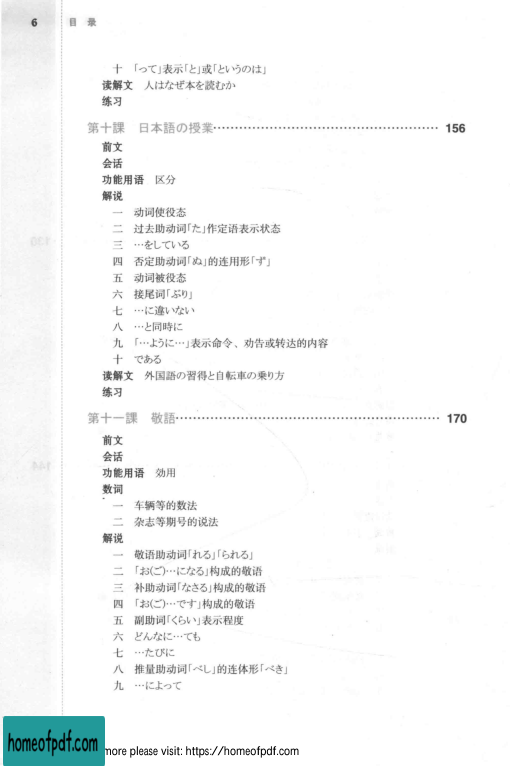 6 目录
十 「って」表示「と」或「というのは」
读解文 人はなぜ本を読むか
练习
第十課 日本語の授業 …………………………………………… 156
前文
会话
功能用语 区分
解说
一 动词使役态
二 过去助动词「た」作定语表示状态
三 …をしている
四 否定助动词「ぬ」的连用形「ず」
五 动词被役态
六 接尾词「ぶり」
七 …に違いない
八 …と同時に
九 「…ように…」表示命令、劝告或转达的内容
十 である
读解文 外国語の習得と自転車の乗り方
练习
第十一課 敬語 …………………………………………… 170
前文
会话
功能用语 効用
数词
一 车辆等的数法
二 杂志等期号的说法
解说
一 敬语助动词「れる」「られる」
二 「お(ご)…になる」构成的敬语
三 补助动词「なさる」构成的敬语
四 「お(ご)…です」构成的敬语
五 副助词「くらい」表示程度
六 どんなに…ても
七 …たびに
八 推量助动词「べし」的连体形「べき」
九 …によって
homeofpdf.com
more please visit: https://homeofpdf.com